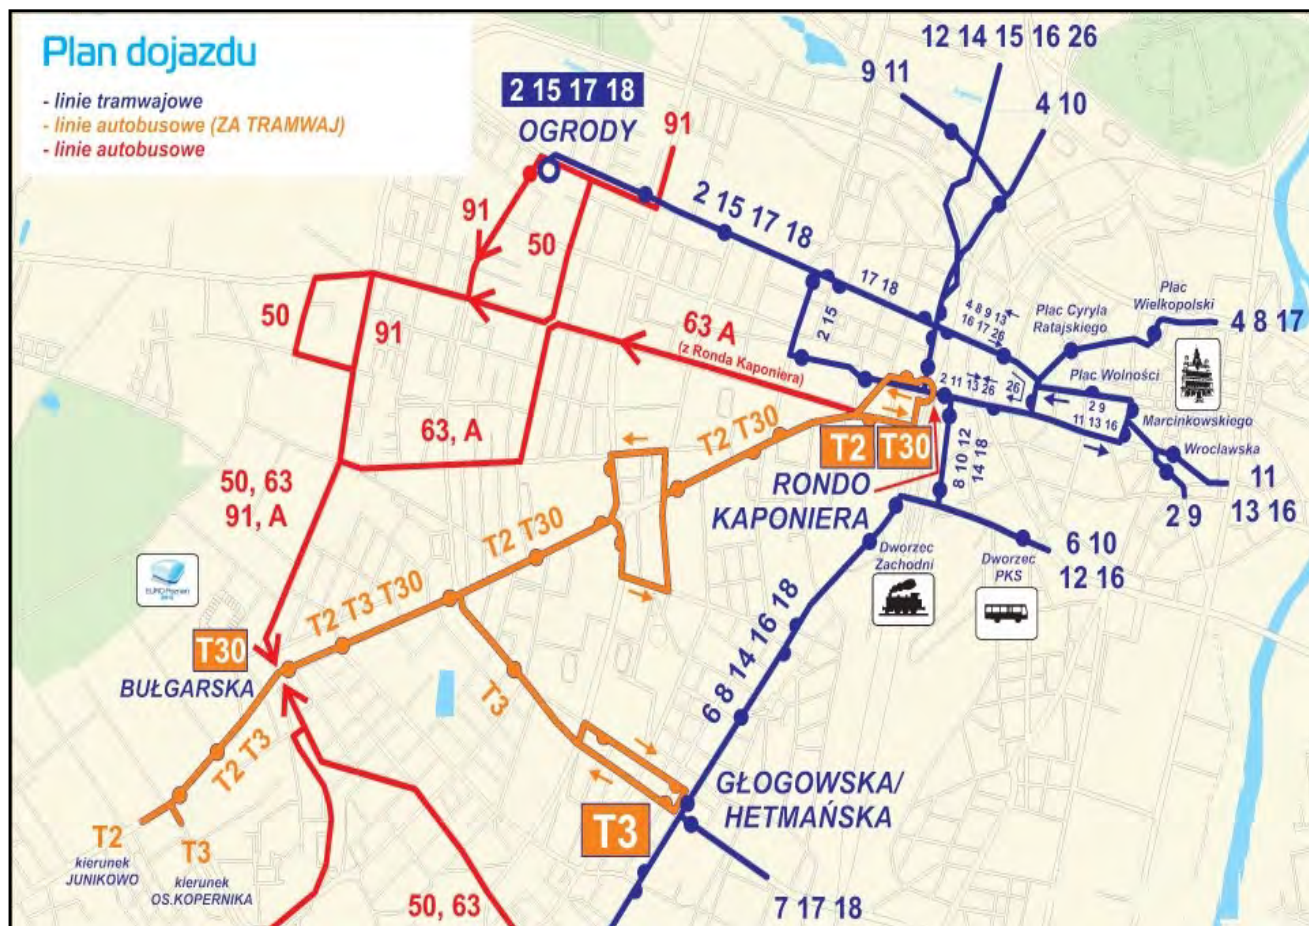 Plan dojazdu
- linie tramwajowe
- linie autobusowe (ZA TRAMWAJ)
- linie autobusowe
2 15 17 18
OGRODY
91
9 11
12 14 15 16 26
4 10
91
50
2 15 17 18
50
91
63 A
(z Ronda Kaponiera)
2 15
17 18
4 8 9 13
16 17 26
Plac Cyryla
Ratajskiego
Plac
Wielkopolski
4 8 17
Plac Wolności
2 11 13 26
26
2 9
11 13 16
Marcinkowskiego
Wrocławska
11
13 16
2 9
63, A
T2 T30
T2
T30
RONDO
KAPONIERA
8 10 12
14 18
6 10
12 16
Dworzec
Zachodni
Dworzec
PKS
50, 63
91, A
T2 T30
T2 T3 T30
T30
BUŁGARSKA
T3
6 8 14 16 18
T2 T3
GŁOGOWSKA/
HETMAŃSKA
T3
T2
kierunek
JUNIKOWO
T3
kierunek
OS.KOPERNIKA
50, 63
7 17 18